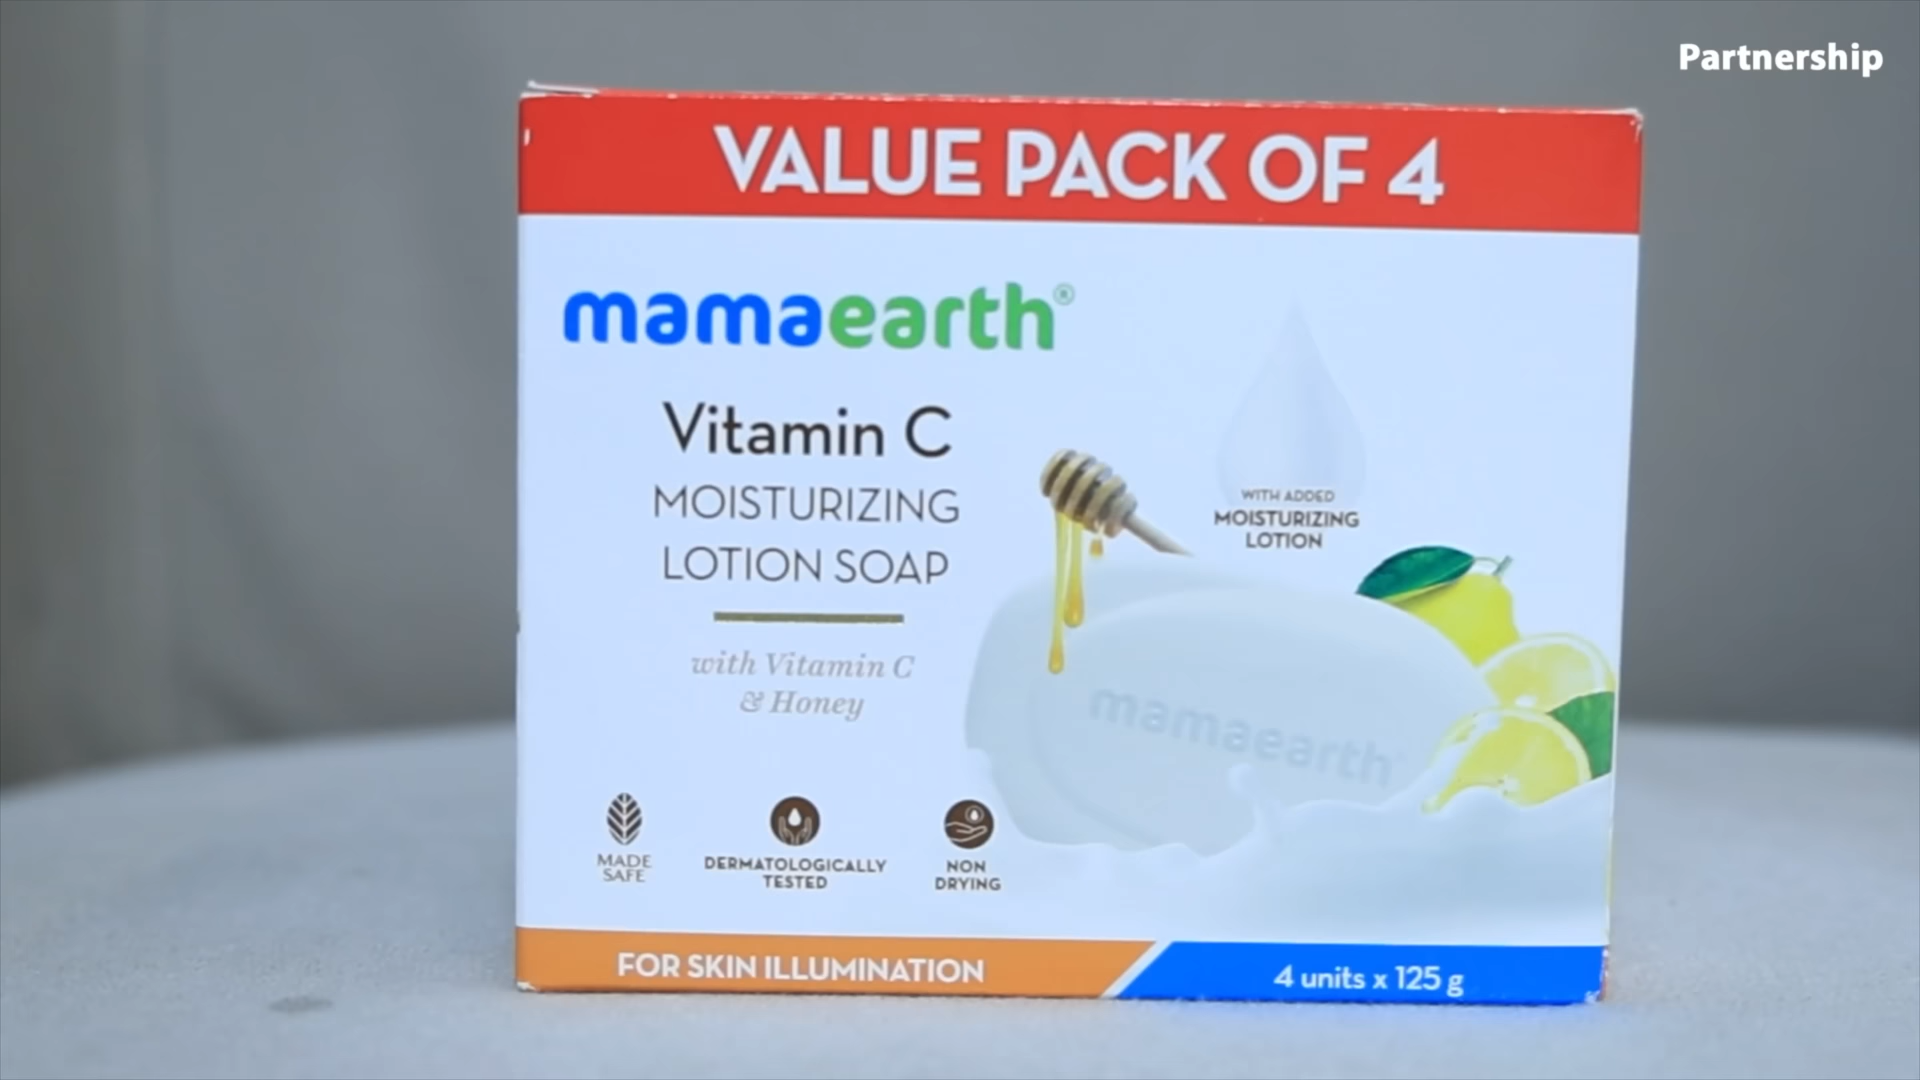 Partnership
VALUE PACK OF 4
mamaearth®
Vitamin C
MOISTURIZING
LOTION SOAP
with Vitamin C
& Honey
WITH ADDED
MOISTURIZING
LOTION
mamaearth
MADE
SAFE
DERMATOLOGICALLY
TESTED
NON
DRYING
FOR SKIN ILLUMINATION
4 units x 125 g